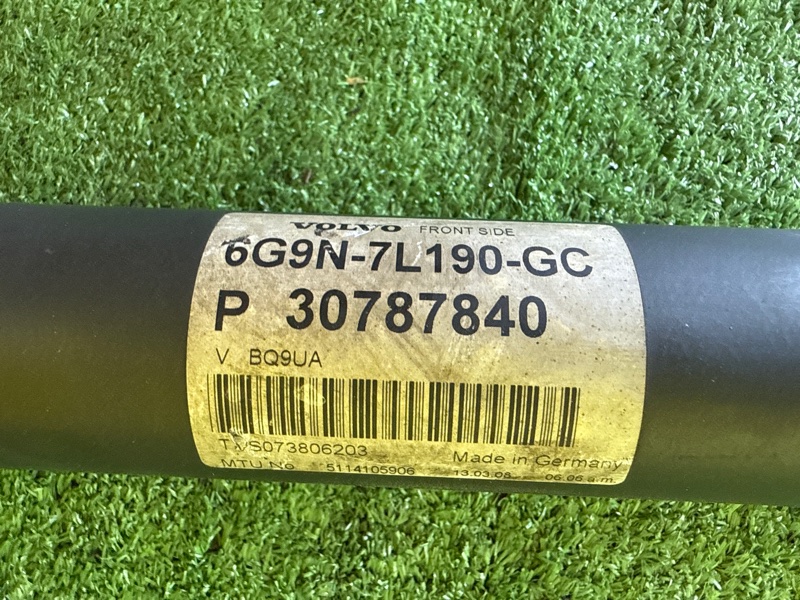 VOLVO FRONT SIDE
6G9N-7L190-GC
P 30787840
V BQ9UA
T*VS073806203
MTU No 5114105906 13.03.08 06.06 a.m.
Made in Germany